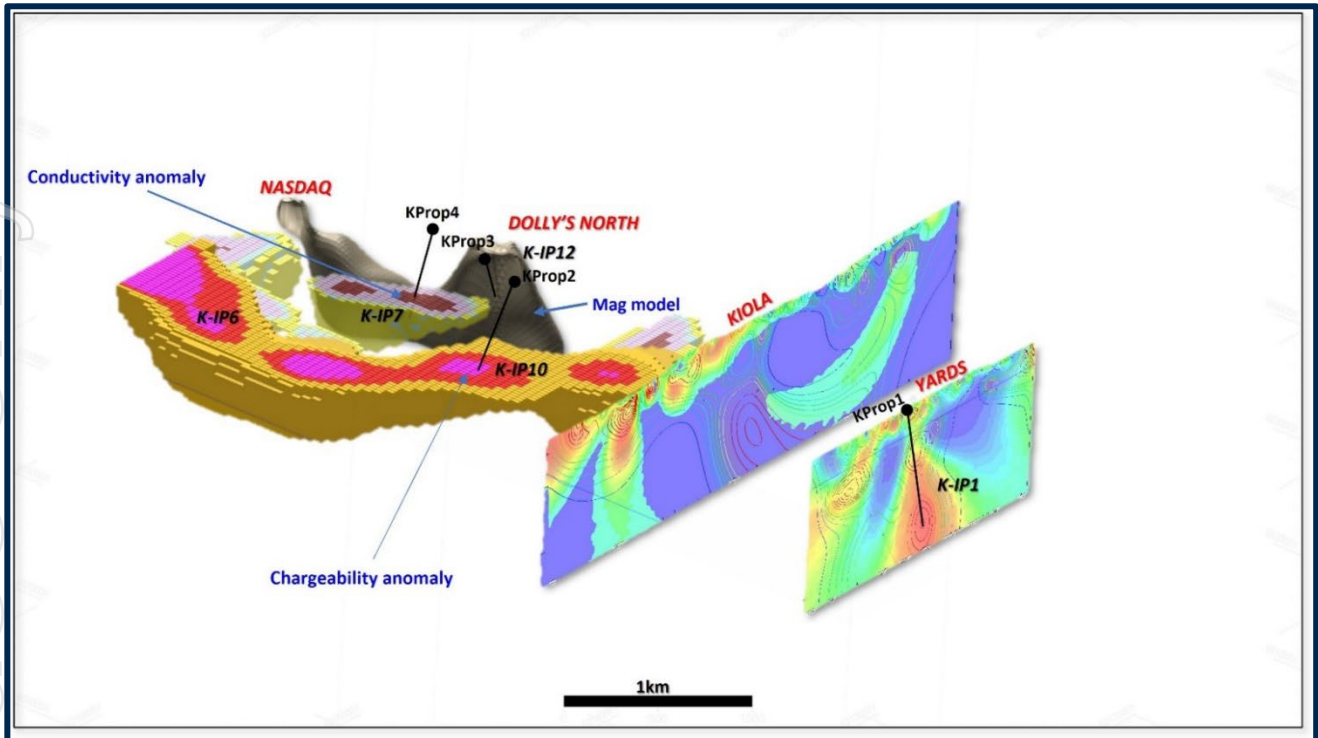 Conductivity anomaly
NASDAQ
KProp4
DOLLY'S NORTH
KProp3
K-IP12
KProp2
Mag model
K-IP7
K-IP6
KIOLA
K-IP10
YARDS
KProp1
K-IP1
Chargeability anomaly
1km